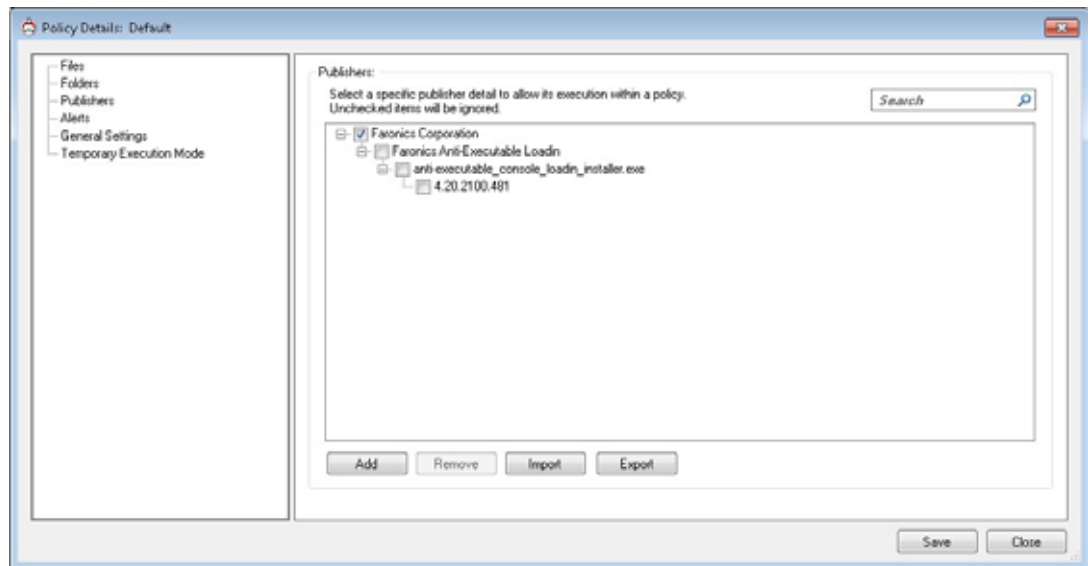 Policy Details: Default
Files
Folders
Publishers
Alerts
General Settings
Temporary Execution Mode
Publishers:
Select a specific publisher detail to allow its execution within a policy.
Unchecked items will be ignored.
Search
Faronics Corporation
Faronics Anti-Executable Loadin
anti-executable_console_loadin_installer.exe
4.20.2100.481
Add
Remove
Import
Export
Save
Close